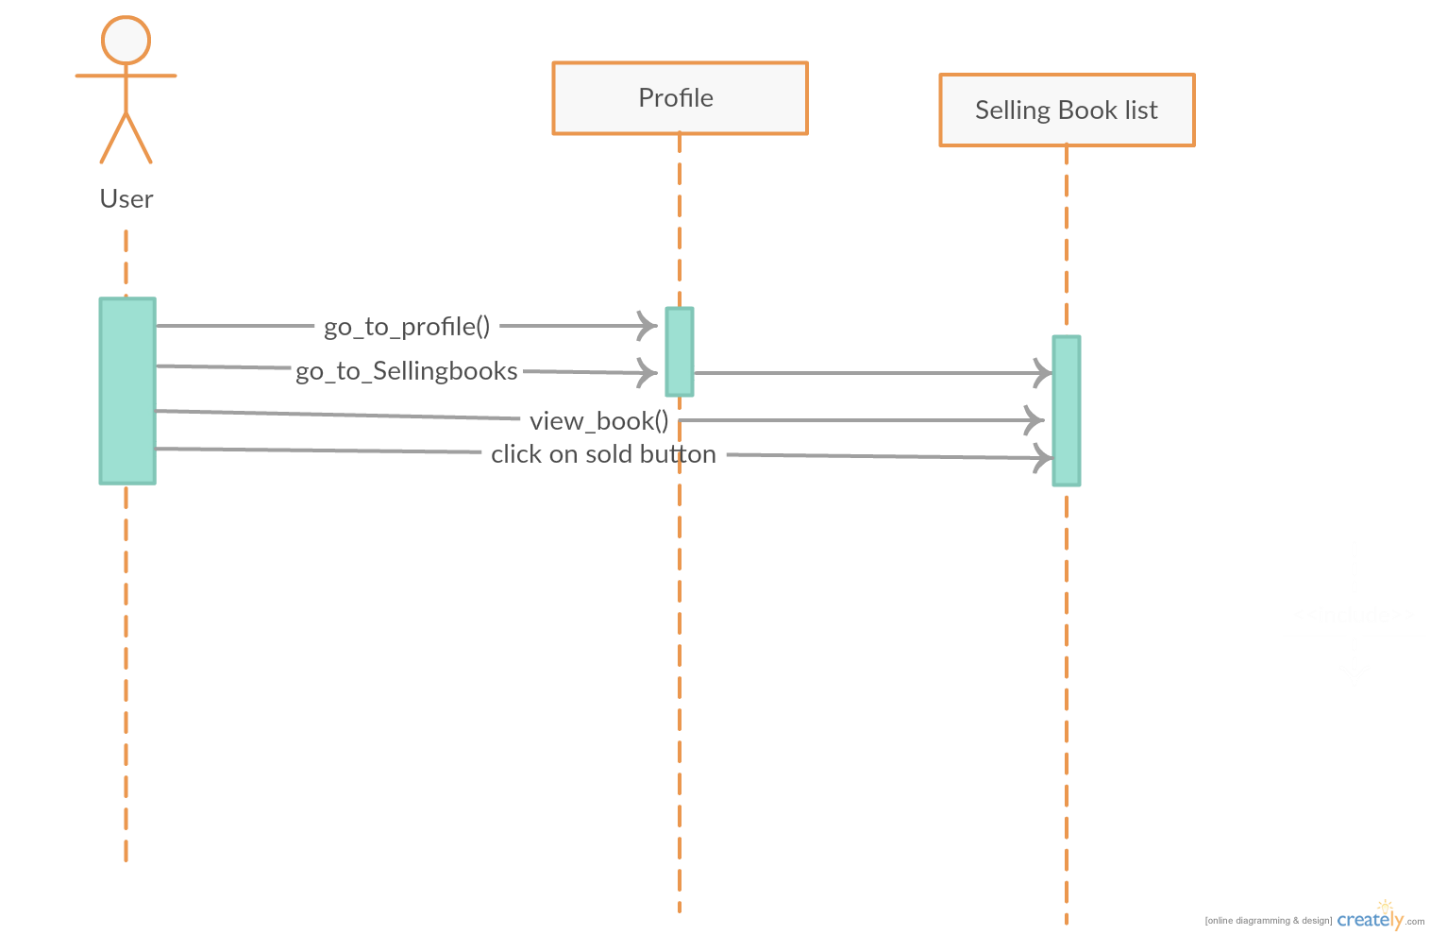 Profile
Selling Book list
User
go_to_profile()
go_to_Sellingbooks
view_book()
click on sold button
[online diagramming & design] creately.com